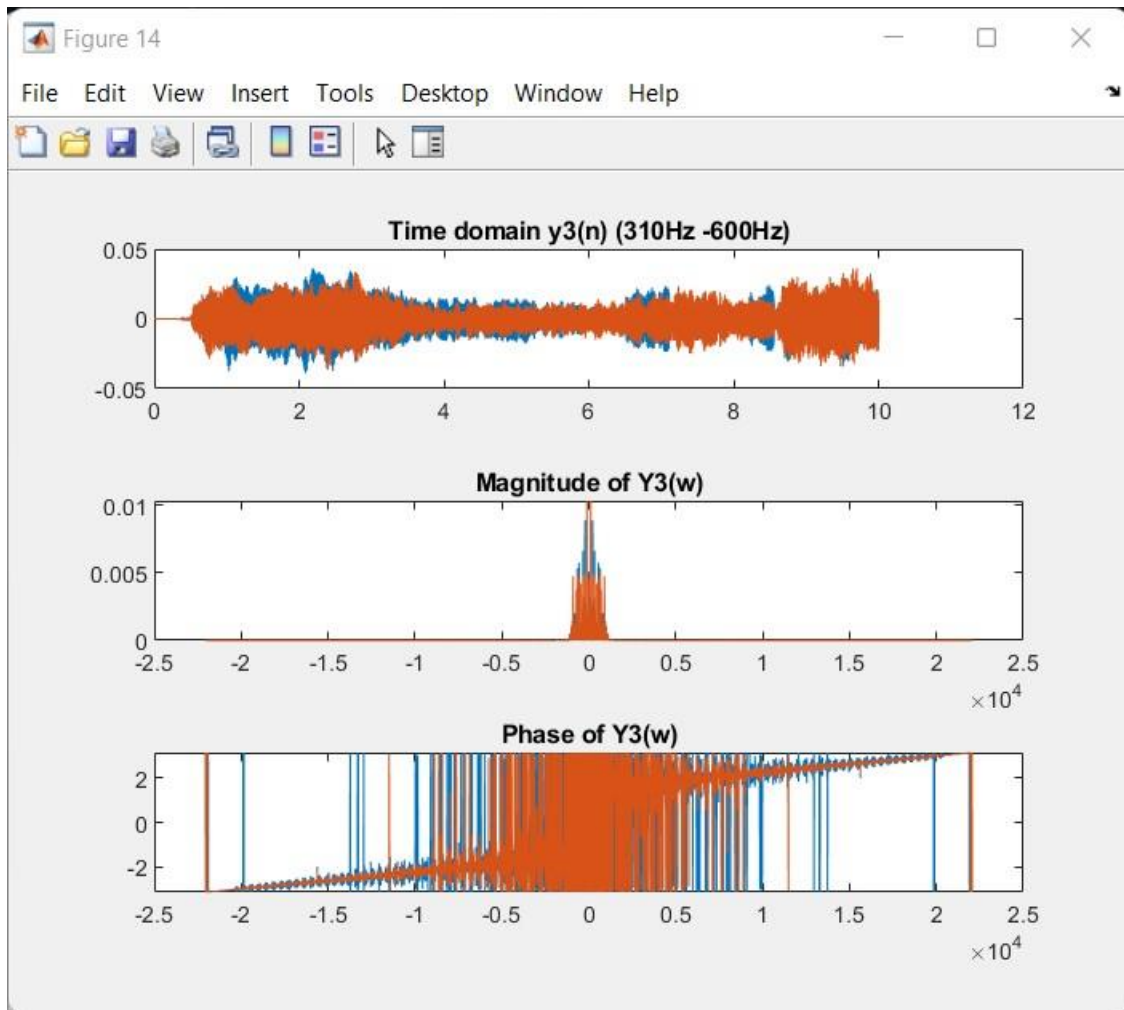 Figure 14
File Edit View Insert Tools Desktop Window Help
Time domain y3(n) (310Hz -600Hz)
0.05
0
-0.05
0 2 4 6 8 10 12
Magnitude of Y3(w)
0.01
0.005
0
-2.5 -2 -1.5 -1 -0.5 0 0.5 1 1.5 2 2.5
×10^4
Phase of Y3(w)
2
0
-2
-2.5 -2 -1.5 -1 -0.5 0 0.5 1 1.5 2 2.5
×10^4